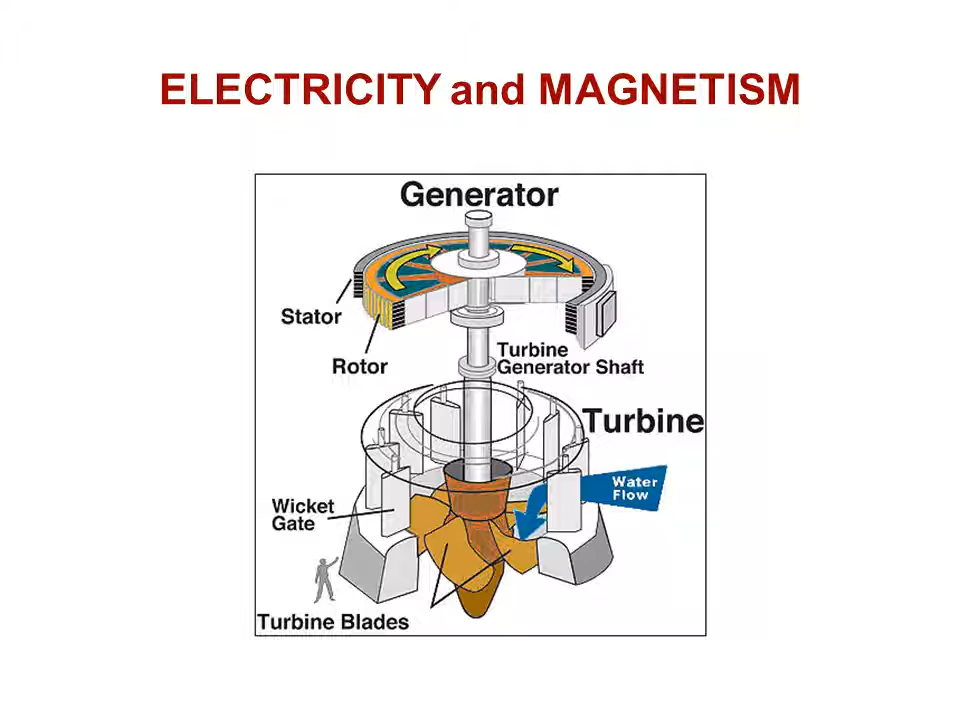 ELECTRICITY and MAGNETISM
Generator
Stator
Rotor
Turbine
Generator Shaft
Turbine
Water
Flow
Wicket
Gate
Turbine Blades